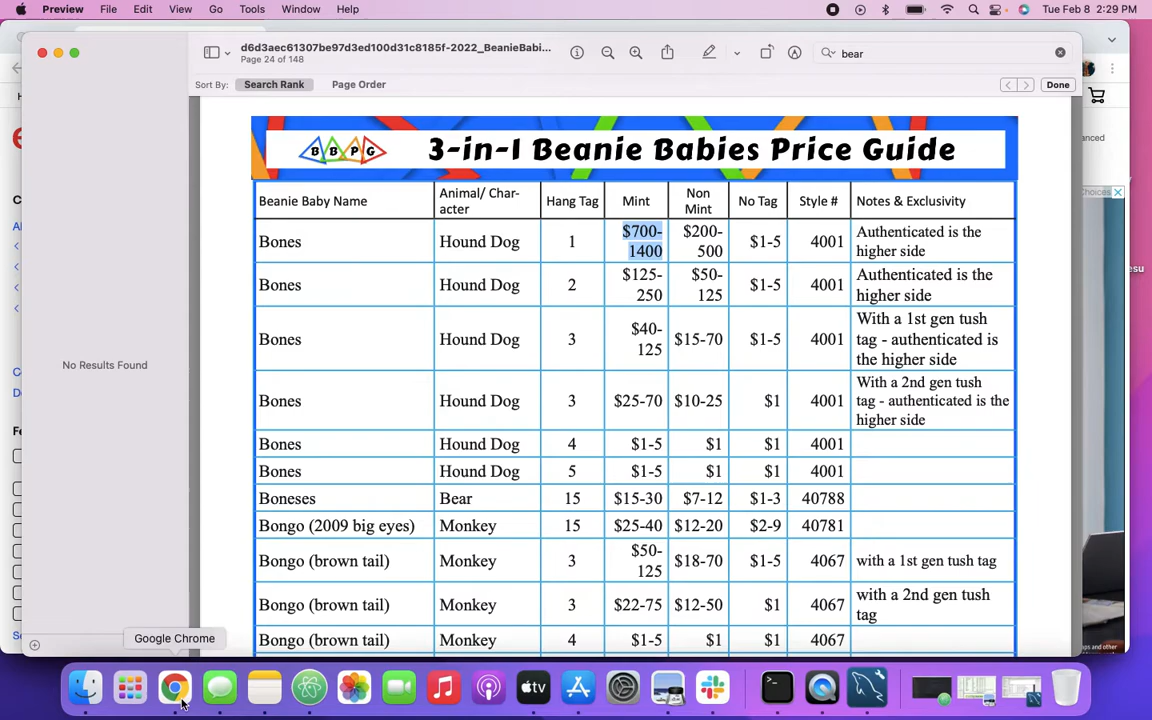 Preview File Edit View Go Tools Window Help Tue Feb 8 2:29 PM
d6d3aec61307be97d3ed100d31c8185f-2022_BeanieBabi...
Page 24 of 148
bear
Sort By: Search Rank Page Order Done
No Results Found
BBPG 3-in-1 Beanie Babies Price Guide
Beanie Baby Name Animal/ Char-acter Hang Tag Mint Non Mint No Tag Style # Notes & Exclusivity
Bones Hound Dog 1 $700-1400 $200-500 $1-5 4001 Authenticated is the higher side
Bones Hound Dog 2 $125-250 $50-125 $1-5 4001 Authenticated is the higher side
Bones Hound Dog 3 $40-125 $15-70 $1-5 4001 With a 1st gen tush tag - authenticated is the higher side
Bones Hound Dog 3 $25-70 $10-25 $1 4001 With a 2nd gen tush tag - authenticated is the higher side
Bones Hound Dog 4 $1-5 $1 $1 4001
Bones Hound Dog 5 $1-5 $1 $1 4001
Boneses Bear 15 $15-30 $7-12 $1-3 40788
Bongo (2009 big eyes) Monkey 15 $25-40 $12-20 $2-9 40781
Bongo (brown tail) Monkey 3 $50-125 $18-70 $1-5 4067 with a 1st gen tush tag
Bongo (brown tail) Monkey 3 $22-75 $12-50 $1 4067 with a 2nd gen tush tag
Bongo (brown tail) Monkey 4 $1-5 $1 $1 4067
Google Chrome
tv